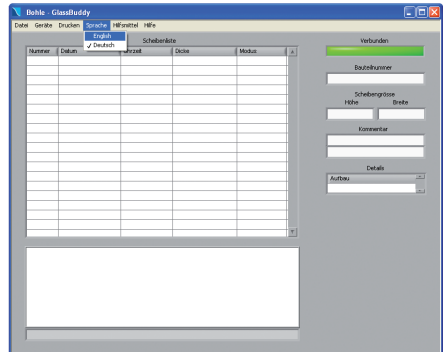 Bohle - GlassBuddy
Datei Geräte Drucken Sprache Hilfsmittel Hilfe
English
✓ Deutsch
Scheibenliste
Nummer Datum Uhrzeit Dicke Modus
Verbunden
Bauteilnummer
Scheibengrösse
Höhe Breite
Kommentar
Details
Aufbau